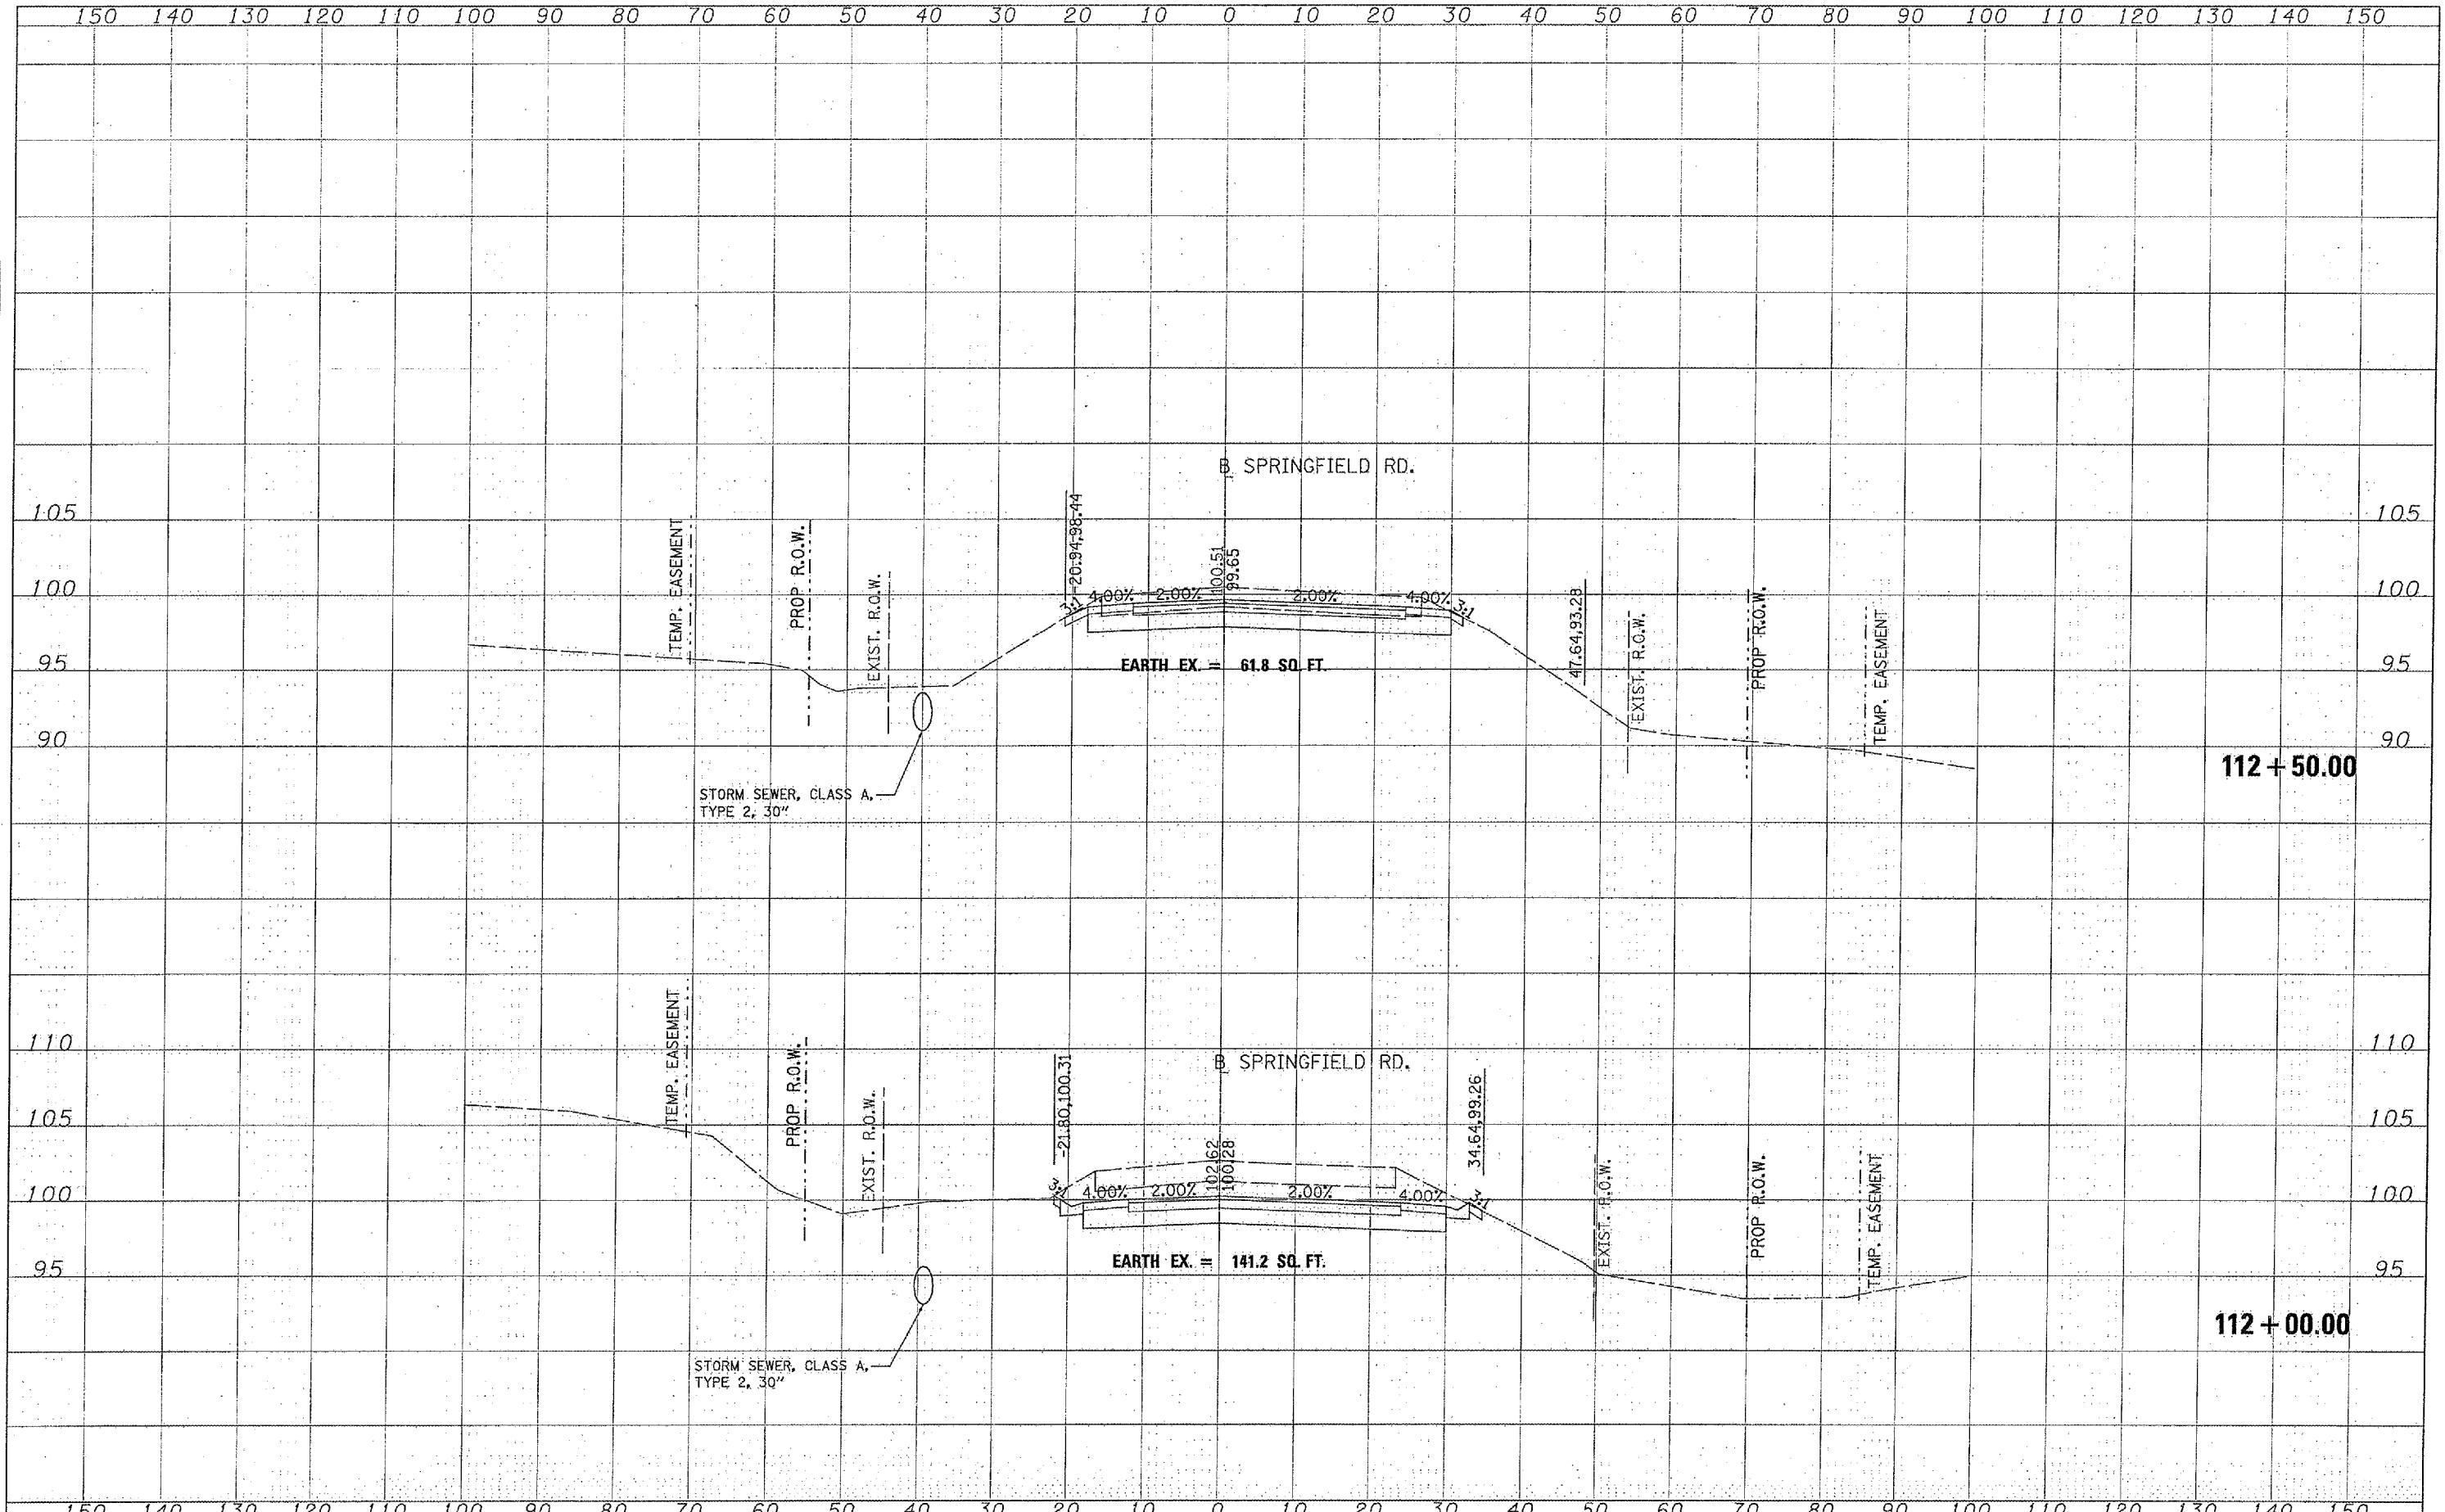 150 140 130 120 110 100 90 80 70 60 50 40 30 20 10 0 10 20 30 40 50 60 70 80 90 100 110 120 130 140 150
B SPRINGFIELD RD.
105 105
TEMP. EASEMENT
PROP R.O.W.
EXIST. R.O.W.
-20.94,98.44
100.51
99.65
47.64,93.28
EXIST. R.O.W.
PROP R.O.W.
TEMP. EASEMENT
100 100
3:1 4.00% 2.00% 2.00% 4.00% 3:1
95 95
EARTH EX. = 61.8 SQ. FT.
90 90
112+50.00
STORM SEWER, CLASS A,
TYPE 2, 30"
110 110
B SPRINGFIELD RD.
TEMP. EASEMENT
PROP R.O.W.
EXIST. R.O.W.
-21.80,100.31
102.62
100.28
34.64,99.26
EXIST. R.O.W.
PROP R.O.W.
TEMP. EASEMENT
105 105
100 100
3:1 4.00% 2.00% 2.00% 4.00% 3:1
95 95
EARTH EX. = 141.2 SQ. FT.
112+00.00
STORM SEWER, CLASS A,
TYPE 2, 30"
150 140 130 120 110 100 90 80 70 60 50 40 30 20 10 0 10 20 30 40 50 60 70 80 90 100 110 120 130 140 150